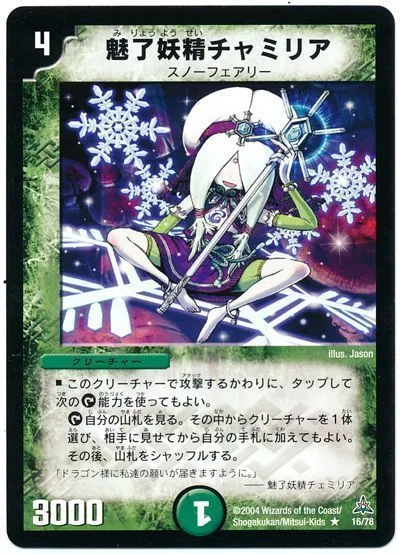 4
み りょう よう せい
魅了妖精チャミリア
スノーフェアリー
illus. Jason
クリーチャー
■ このクリーチャーで攻撃するかわりに、タップして
次の能力を使ってもよい。
自分の山札を見る。その中からクリーチャーを1体
選び、相手に見せてから自分の手札に加えてもよい。
その後、山札をシャッフルする。
「ドラゴン様に私達の願いが届きますように。」
—— 魅了妖精チェミリア
3000
1
©2004 Wizards of the Coast/
Shogakukan/Mitsui-Kids ★ 16/78